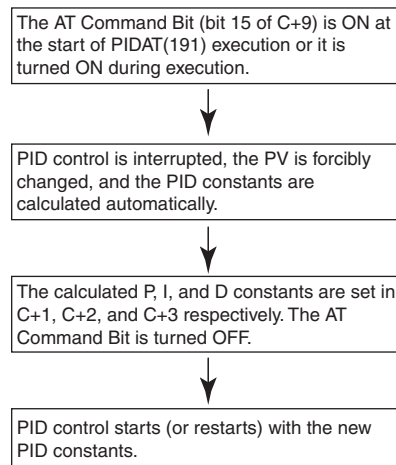 The AT Command Bit (bit 15 of C+9) is ON at
the start of PIDAT(191) execution or it is
turned ON during execution.
PID control is interrupted, the PV is forcibly
changed, and the PID constants are
calculated automatically.
The calculated P, I, and D constants are set in
C+1, C+2, and C+3 respectively. The AT
Command Bit is turned OFF.
PID control starts (or restarts) with the new
PID constants.